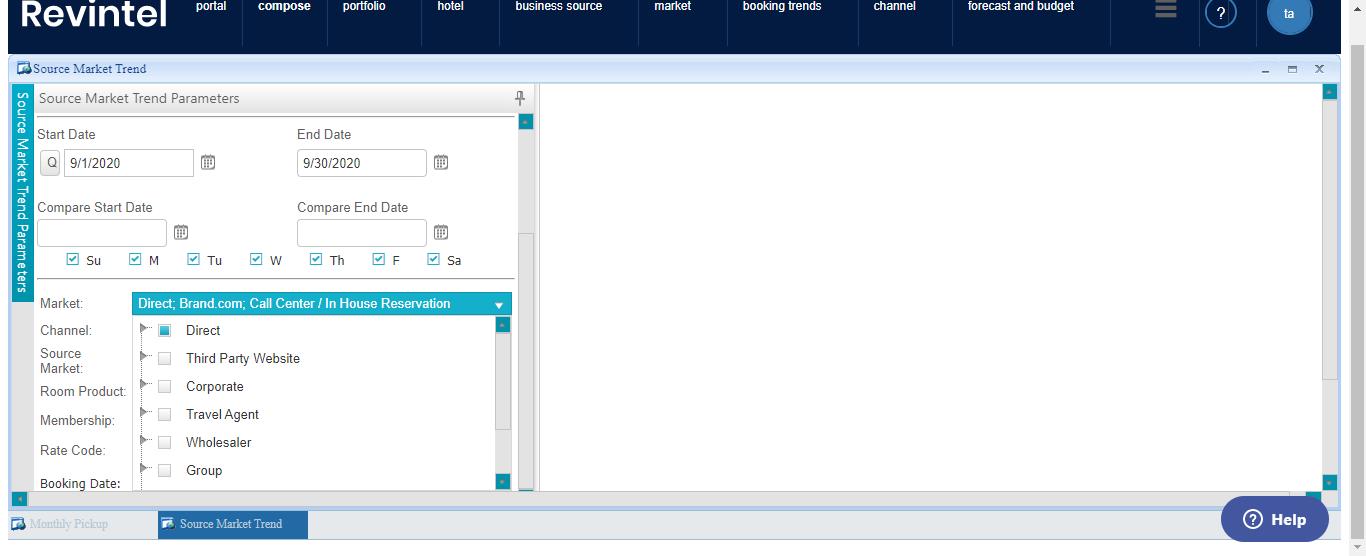 Revintel
portal compose portfolio hotel business source market booking trends channel forecast and budget ? ta
Source Market Trend
Source Market Trend Parameters
Source Market Trend Parameters
Start Date End Date
Q 9/1/2020 9/30/2020
Compare Start Date Compare End Date
Su M Tu W Th F Sa
Market: Direct; Brand.com; Call Center / In House Reservation
Channel: Direct
Source
Market: Third Party Website
Room Product: Corporate
Membership: Travel Agent
Rate Code: Wholesaler
Booking Date: Group
Monthly Pickup Source Market Trend
? Help